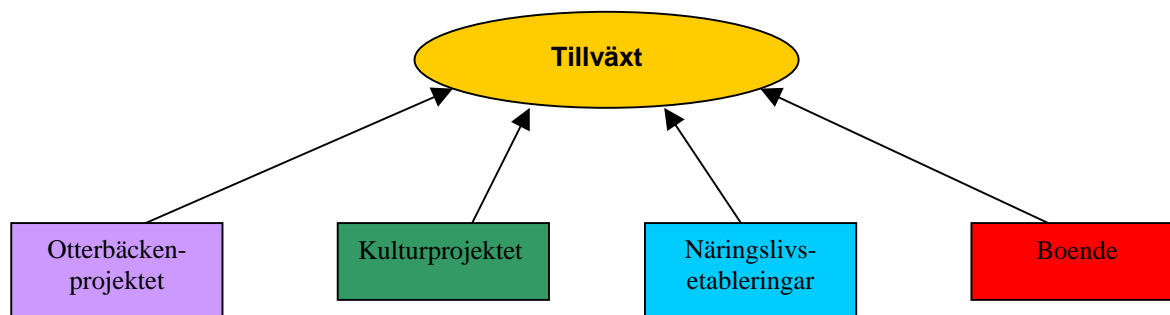 Tillväxt
Otterbäcken-
projektet
Kulturprojektet
Näringslivs-
etableringar
Boende